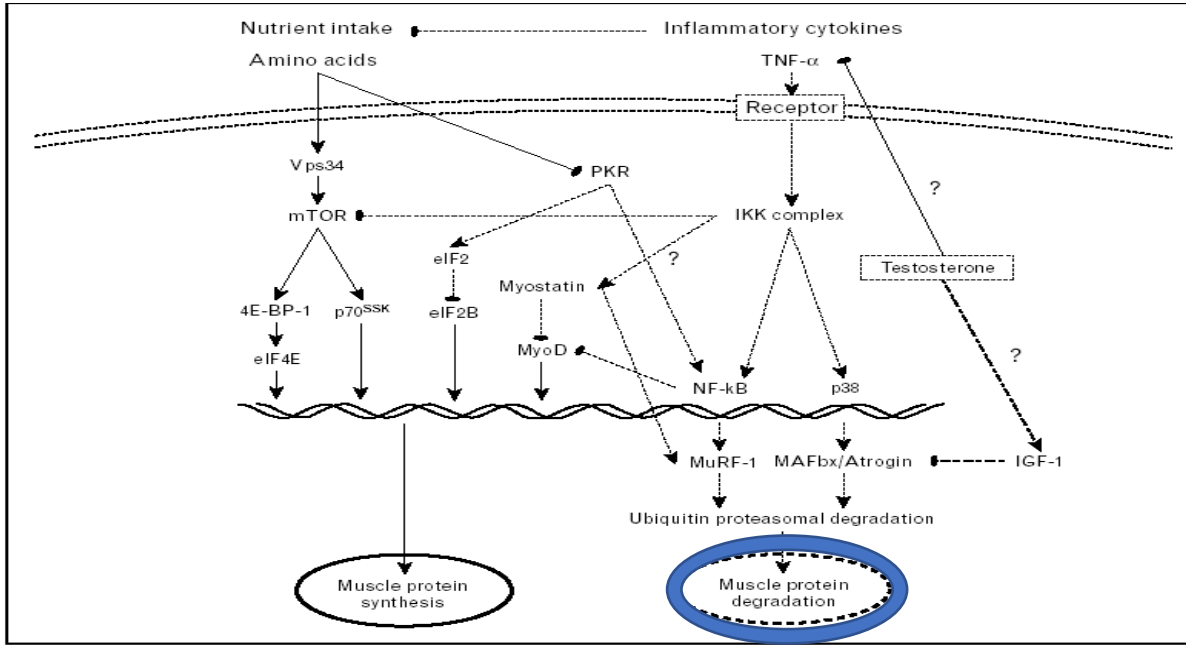 Nutrient intake
Inflammatory cytokines
Amino acids
TNF-α
Receptor
Vps34
PKR
?
mTOR
IKK complex
eIF2
?
Testosterone
Myostatin
4E-BP-1
p70SSK
eIF2B
MyoD
?
eIF4E
NF-kB
p38
MuRF-1
MAFbx/Atrogin
IGF-1
Ubiquitin proteasomal degradation
Muscle protein
synthesis
Muscle protein
degradation